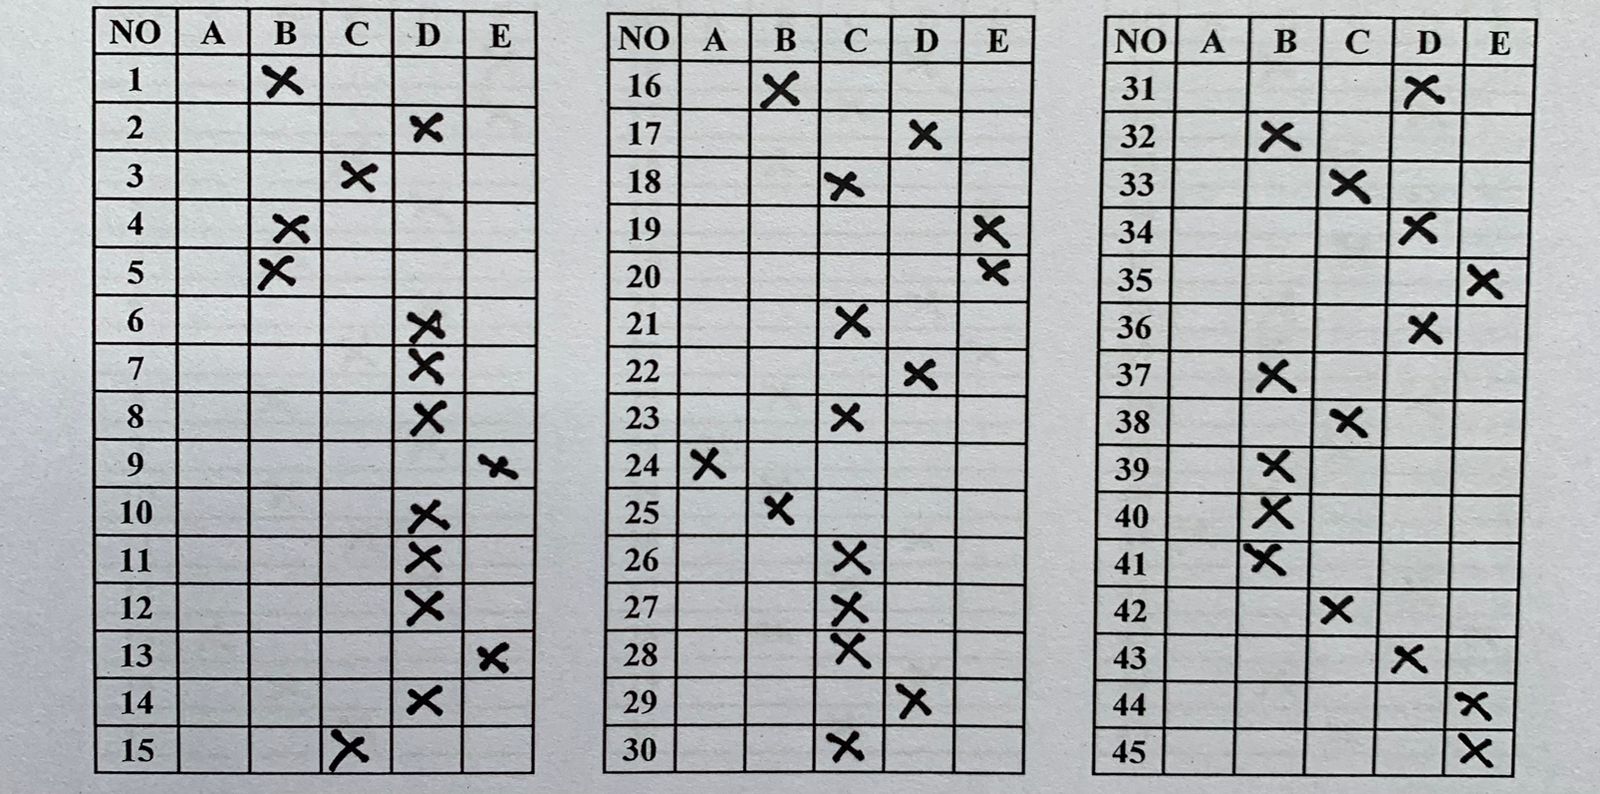 NO A B C D E
1 X
2 X
3 X
4 X
5 X
6 X
7 X
8 X
9 X
10 X
11 X
12 X
13 X
14 X
15 X
NO A B C D E
16 X
17 X
18 X
19 X
20 X
21 X
22 X
23 X
24 X
25 X
26 X
27 X
28 X
29 X
30 X
NO A B C D E
31 X
32 X
33 X
34 X
35 X
36 X
37 X
38 X
39 X
40 X
41 X
42 X
43 X
44 X
45 X